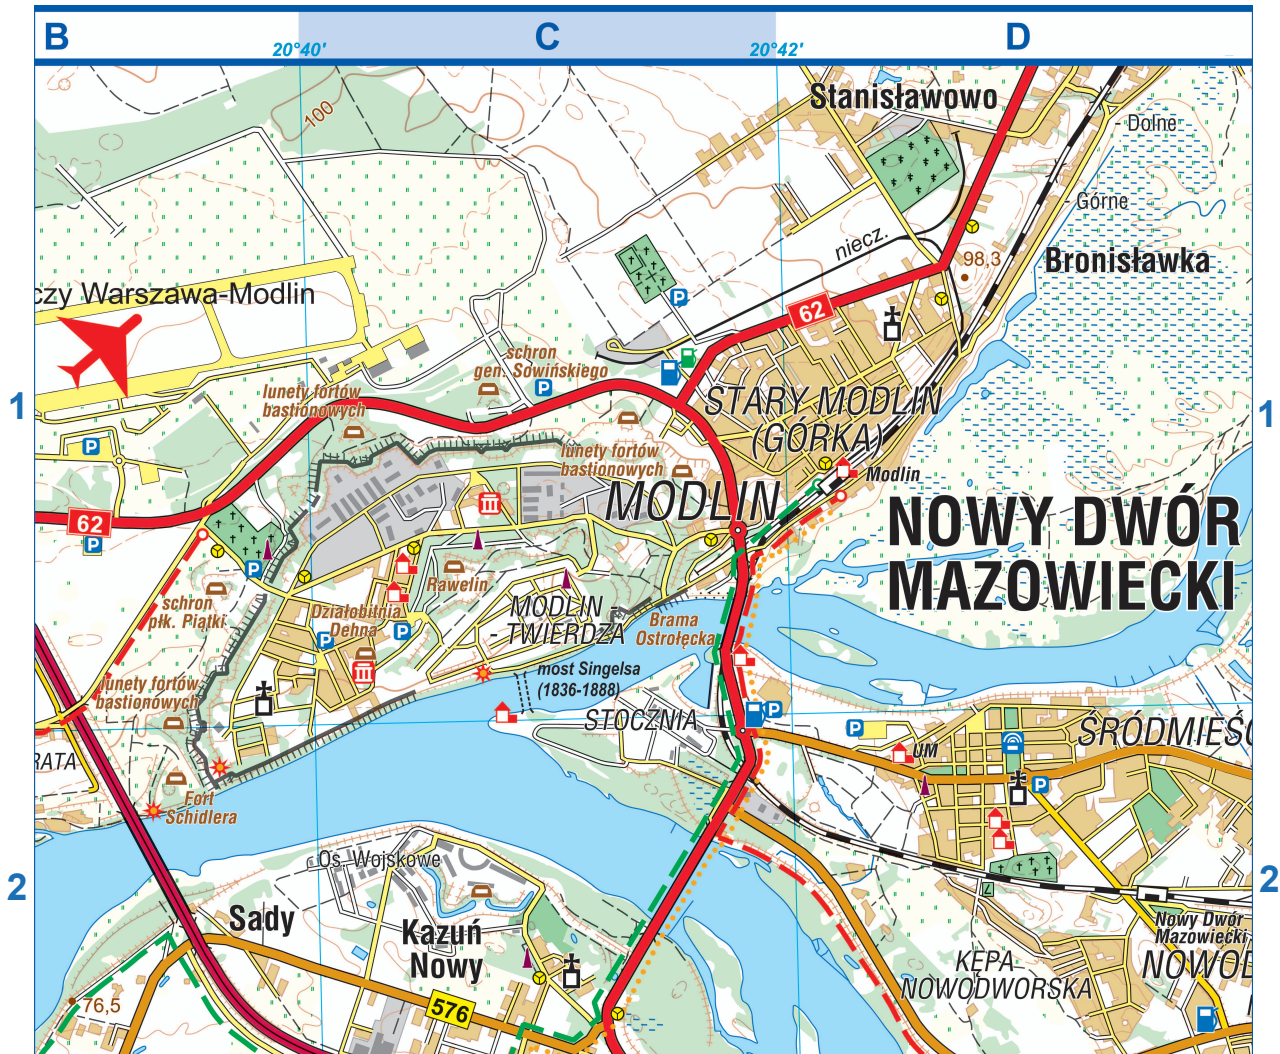 B
C
D
20°40'
20°42'
Stanisławowo
100
Dolne
Górne
niecz.
Bronisławka
98,3
czy Warszawa-Modlin
62
P
schron
gen. Sowińskiego
P
lunety fortów
bastionowych
1
1
STARY MODLIN
(GÓRKA)
P
lunety fortów
bastionowych
Modlin
MODLIN
NOWY DWÓR
MAZOWIECKI
62
P
P
Rawelin
schron
płk. Piątki
Działobitnia
Dehna
P
P
MODLIN -
- TWIERDZA
Brama
Ostrołęcka
most Singelsa
(1836-1888)
lunety fortów
bastionowych
STOCZNIA
P
P
ŚRÓDMIEŚC
UM
RATA
P
Fort
Schidlera
Os. Wojskowe
2
2
Sady
Kazuń
Nowy
Nowy Dwór
Mazowiecki
KĘPA
NOWODWORSKA
NOWOD
76,5
576